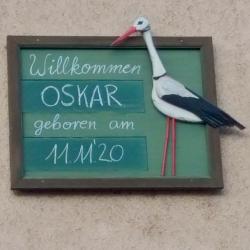 Willkommen
OSKAR
geboren am
11.11'20